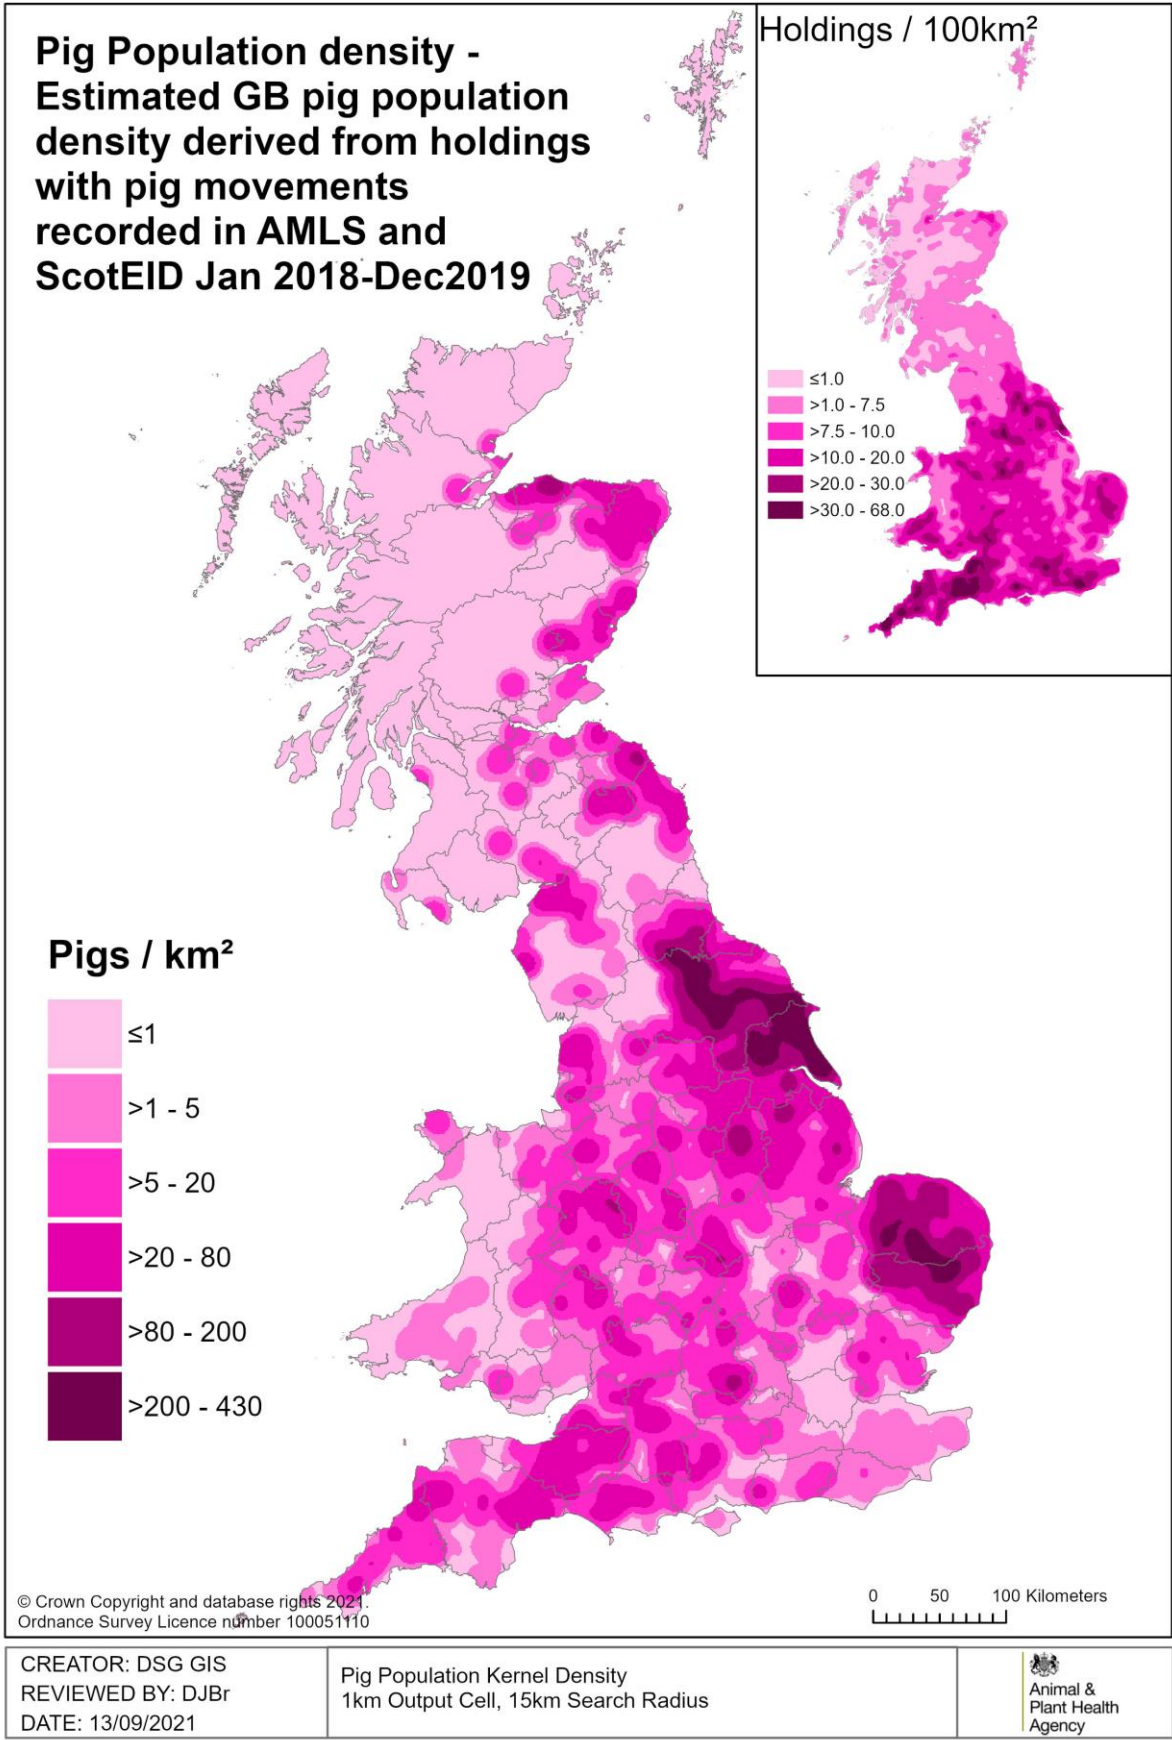 Pig Population density -
Estimated GB pig population
density derived from holdings
with pig movements
recorded in AMLS and
ScotEID Jan 2018-Dec2019
Holdings / 100km²
≤1.0
>1.0 - 7.5
>7.5 - 10.0
>10.0 - 20.0
>20.0 - 30.0
>30.0 - 68.0
Pigs / km²
≤1
>1 - 5
>5 - 20
>20 - 80
>80 - 200
>200 - 430
© Crown Copyright and database rights 2021.
Ordnance Survey Licence number 100051110
0 50 100 Kilometers
CREATOR: DSG GIS
REVIEWED BY: DJBr
DATE: 13/09/2021
Pig Population Kernel Density
1km Output Cell, 15km Search Radius
Animal &
Plant Health
Agency